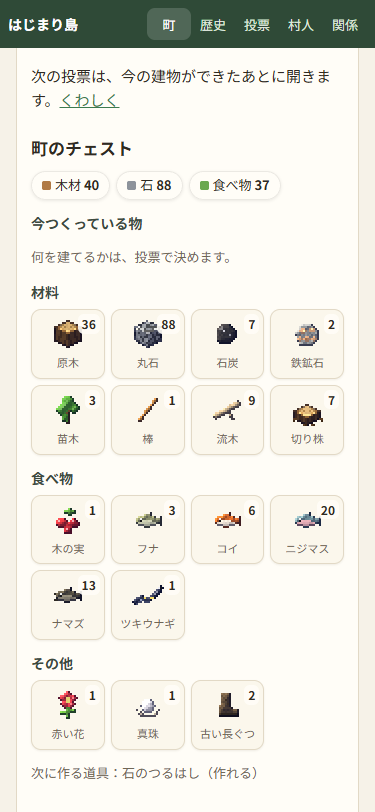 はじまり島 町 歴史 投票 村人 関係
次の投票は、今の建物ができたあとに開きま
す。くわしく
町のチェスト
木材 40 石 88 食べ物 37
今つくっている物
何を建てるかは、投票で決めます。
材料
36 88 7 2
原木 丸石 石炭 鉄鉱石
3 1 9 7
苗木 棒 流木 切り株
食べ物
1 3 6 20
木の実 フナ コイ ニジマス
13 1
ナマズ ツキウナギ
その他
1 1 2
赤い花 真珠 古い長ぐつ
次に作る道具：石のつるはし（作れる）